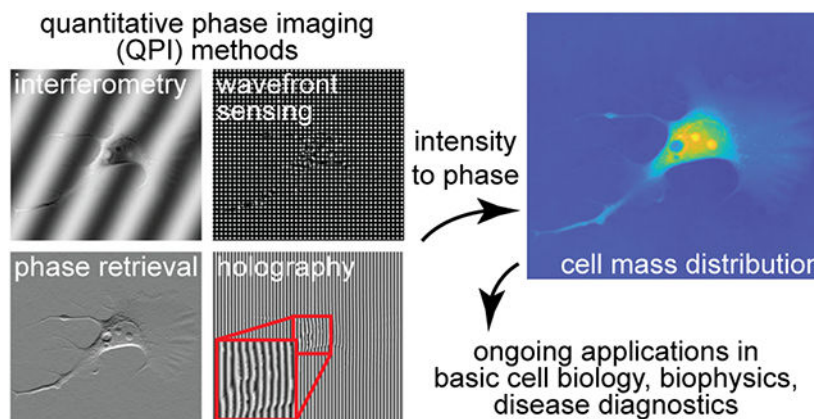 quantitative phase imaging
(QPI) methods
interferometry
wavefront
sensing
phase retrieval
holography
intensity
to phase
cell mass distribution
ongoing applications in
basic cell biology, biophysics,
disease diagnostics